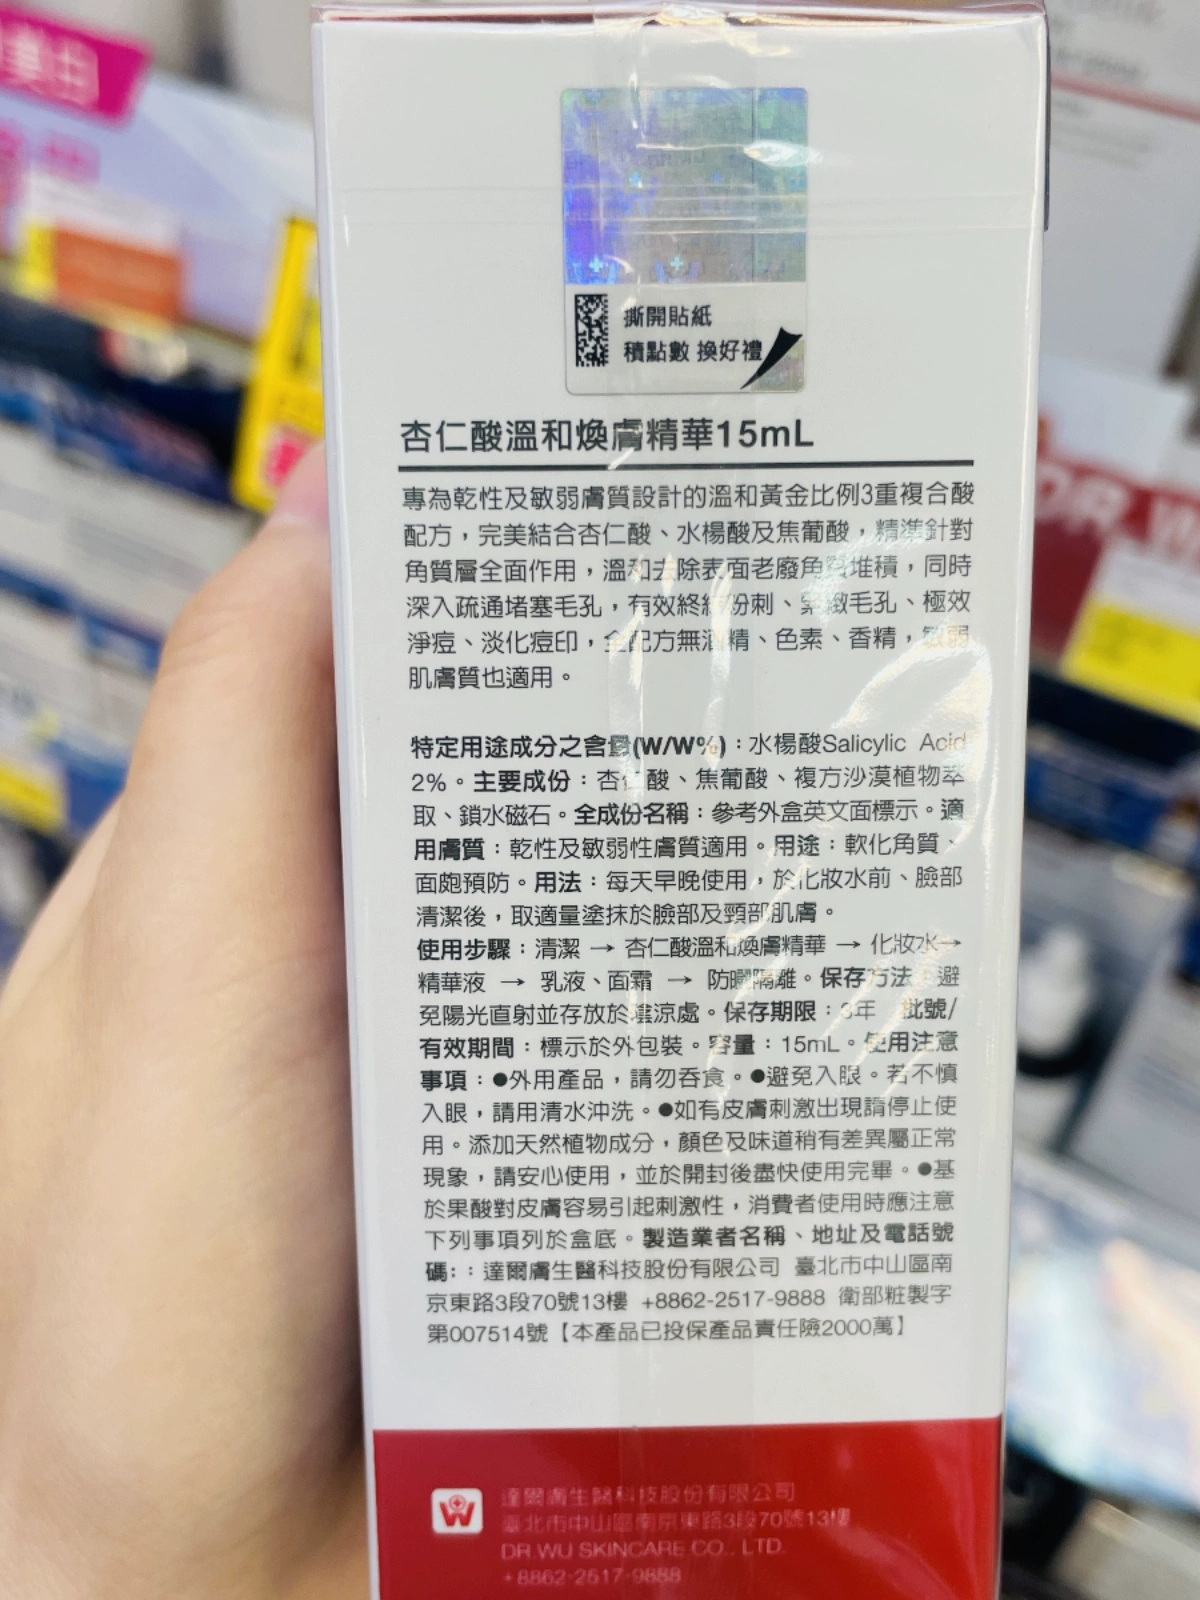 撕開貼紙
積點數 換好禮
杏仁酸溫和煥膚精華15mL
專為乾性及敏弱膚質設計的溫和黃金比例3重複合酸
配方，完美結合杏仁酸、水楊酸及焦葡酸，精準針對
角質層全面作用，溫和去除表面老廢角質堆積，同時
深入疏通堵塞毛孔，有效終結粉刺、緊緻毛孔、極效
淨痘、淡化痘印，全配方無酒精、色素、香精，敏弱
肌膚質也適用。
特定用途成分之含量(W/W%)：水楊酸Salicylic Acid
2%。主要成份：杏仁酸、焦葡酸、複方沙漠植物萃
取、鎖水磁石。全成份名稱：參考外盒英文面標示。適
用膚質：乾性及敏弱性膚質適用。用途：軟化角質、
面皰預防。用法：每天早晚使用，於化妝水前、臉部
清潔後，取適量塗抹於臉部及頸部肌膚。
使用步驟：清潔 → 杏仁酸溫和煥膚精華 → 化妝水→
精華液 → 乳液、面霜 → 防曬隔離。保存方法：避
免陽光直射並存放於陰涼處。保存期限：3年 批號/
有效期間：標示於外包裝。容量：15mL。使用注意
事項：●外用產品，請勿吞食。●避免入眼。若不慎
入眼，請用清水沖洗。●如有皮膚刺激出現請停止使
用。添加天然植物成分，顏色及味道稍有差異屬正常
現象，請安心使用，並於開封後盡快使用完畢。●基
於果酸對皮膚容易引起刺激性，消費者使用時應注意
下列事項列於盒底。製造業者名稱、地址及電話號
碼：：達爾膚生醫科技股份有限公司 臺北市中山區南
京東路3段70號13樓 +8862-2517-9888 衛部粧製字
第007514號【本產品已投保產品責任險2000萬】
達爾膚生醫科技股份有限公司
臺北市中山區南京東路3段70號13樓
DR.WU SKINCARE CO., LTD.
+8862-2517-9888